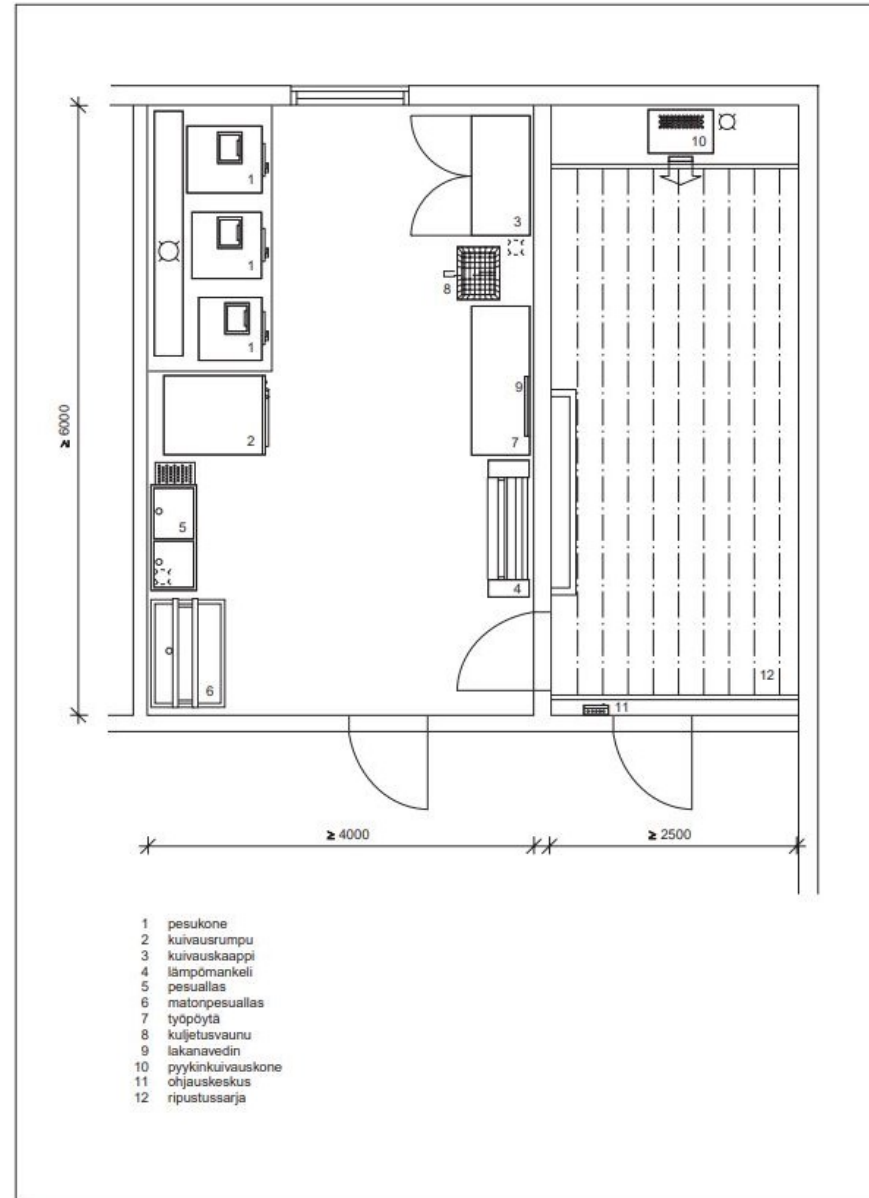 10
1
3
1
8
1
9
≥ 6000
2
7
5
4
12
6
11
≥ 4000
≥ 2500
1 pesukone
2 kuivausrumpu
3 kuivauskaappi
4 lämpömankeli
5 pesuallas
6 matonpesuallas
7 työpöytä
8 kuljetusvaunu
9 lakanavedin
10 pyykinkuivauskone
11 ohjauskeskus
12 ripustussarja